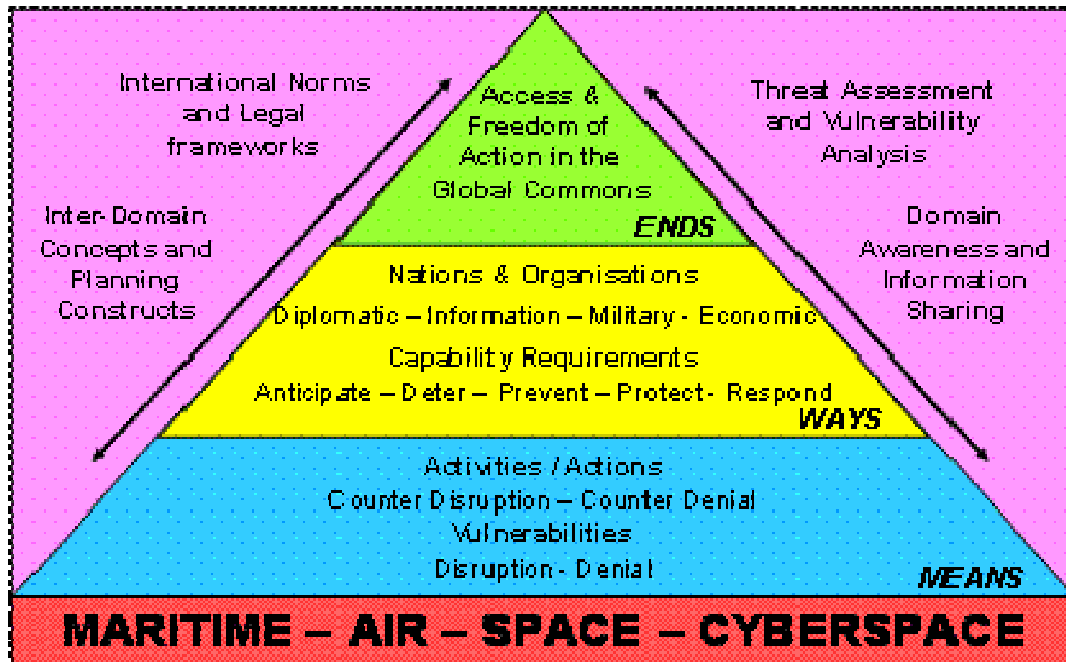 International Norms
and Legal
frameworks
Inter-Domain
Concepts and
Planning
Constructs
Access &
Freedom of
Action in the
Global Commons
ENDS
Threat Assessment
and Vulnerability
Analysis
Domain
Awareness and
Information
Sharing
Nations & Organisations
Diplomatic – Information – Military - Economic
Capability Requirements
Anticipate – Deter – Prevent – Protect - Respond
WAYS
Activities / Actions
Counter Disruption – Counter Denial
Vulnerabilities
Disruption - Denial
MEANS
MARITIME – AIR – SPACE – CYBERSPACE